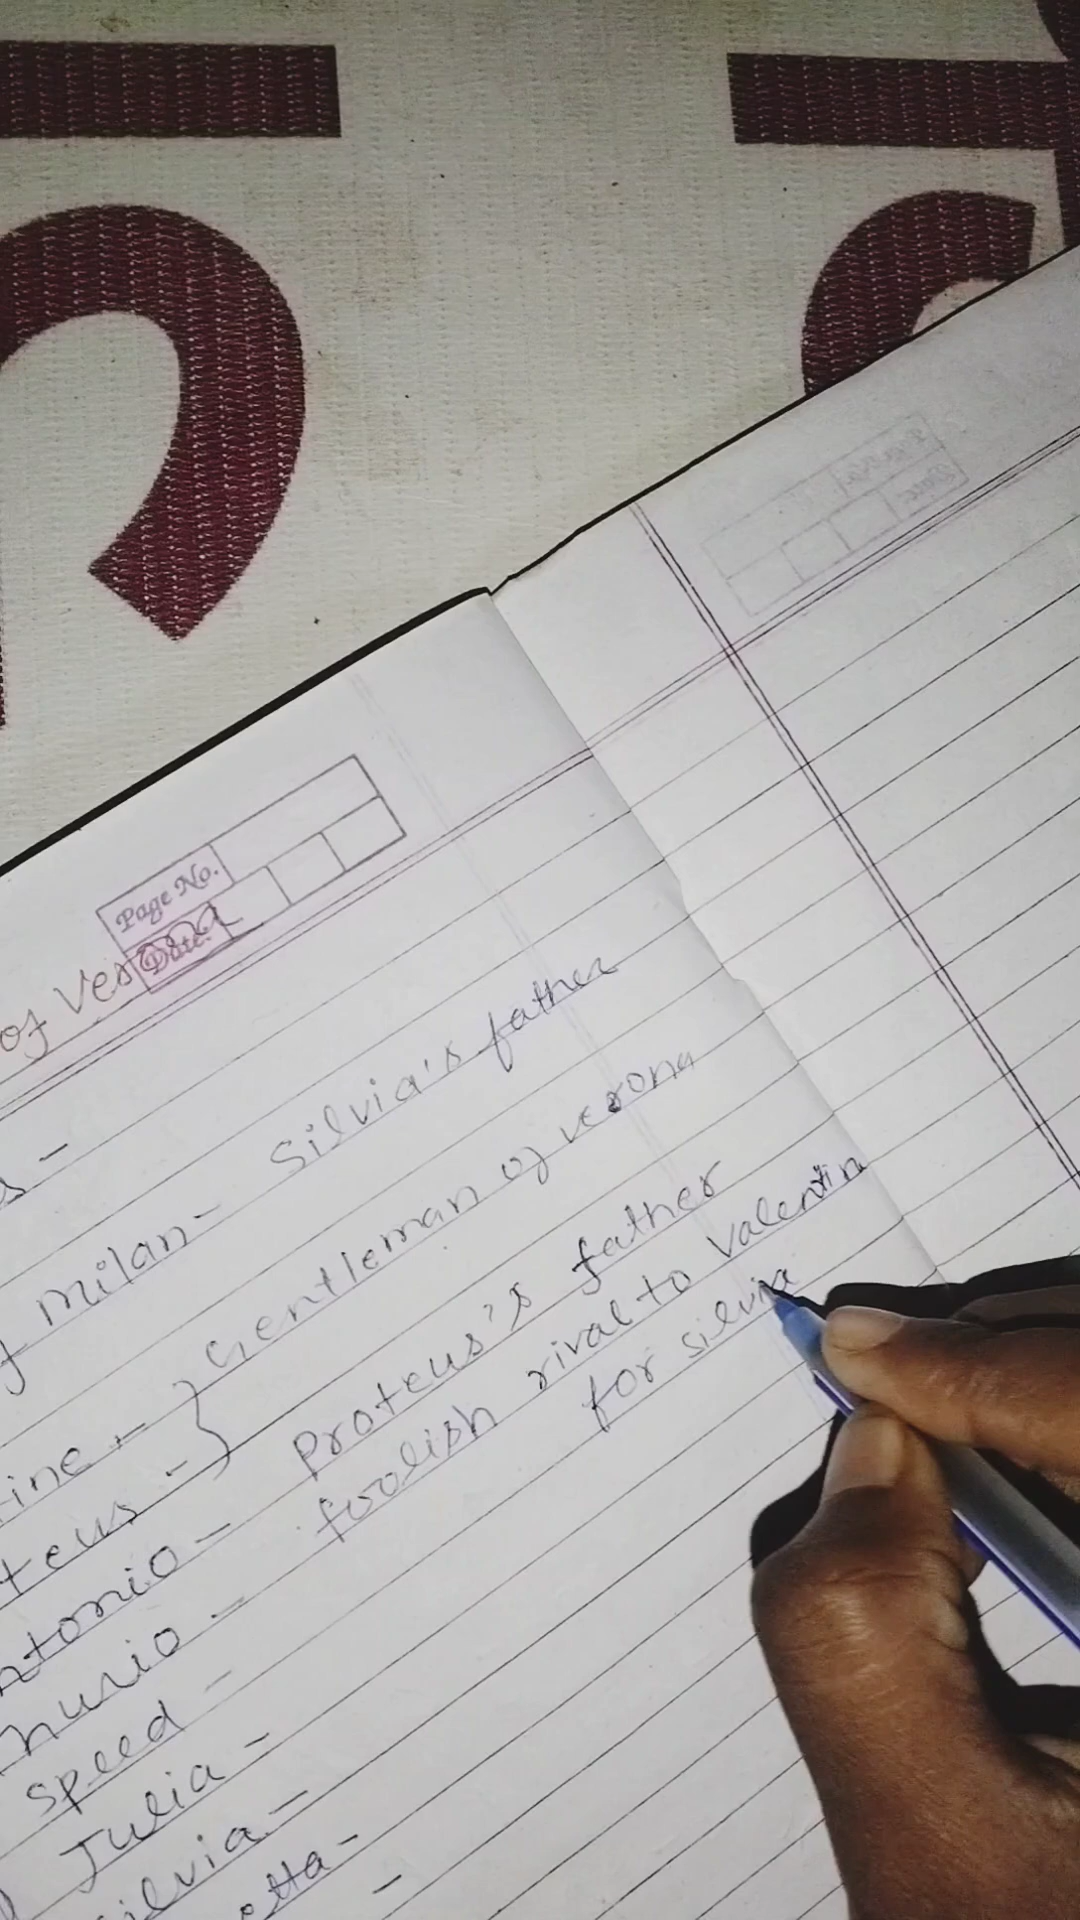 Page No.
Date
of Verona
s -
f Milan - Silvia's father
ine - } Gentleman of verona
teus -
ntonio - Proteus's father
hurio - foolish rival to Valentin
for silvia
speed -
Julia -
ilvia -
etta -
-